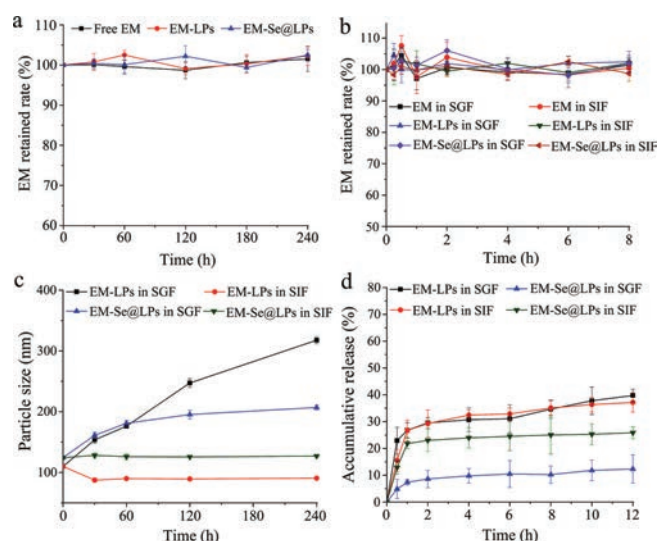 a
Free EM EM-LPs EM-Se@LPs
EM retained rate (%)
120
110
100
90
80
70
60
0 60 120 180 240
Time (h)
b
EM retained rate (%)
120
110
100
90
80
70
60
50
EM in SGF EM in SIF
EM-LPs in SGF EM-LPs in SIF
EM-Se@LPs in SGF EM-Se@LPs in SIF
0 2 4 6 8
Time (h)
c
EM-LPs in SGF EM-LPs in SIF
EM-Se@LPs in SGF EM-Se@LPs in SIF
Particle size (nm)
400
300
200
100
0 60 120 180 240
Time (h)
d
EM-LPs in SGF EM-Se@LPs in SGF
EM-LPs in SIF EM-Se@LPs in SIF
Accumulative release (%)
80
70
60
50
40
30
20
10
0
0 2 4 6 8 10 12
Time (h)